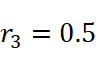 r₃ = 0.5